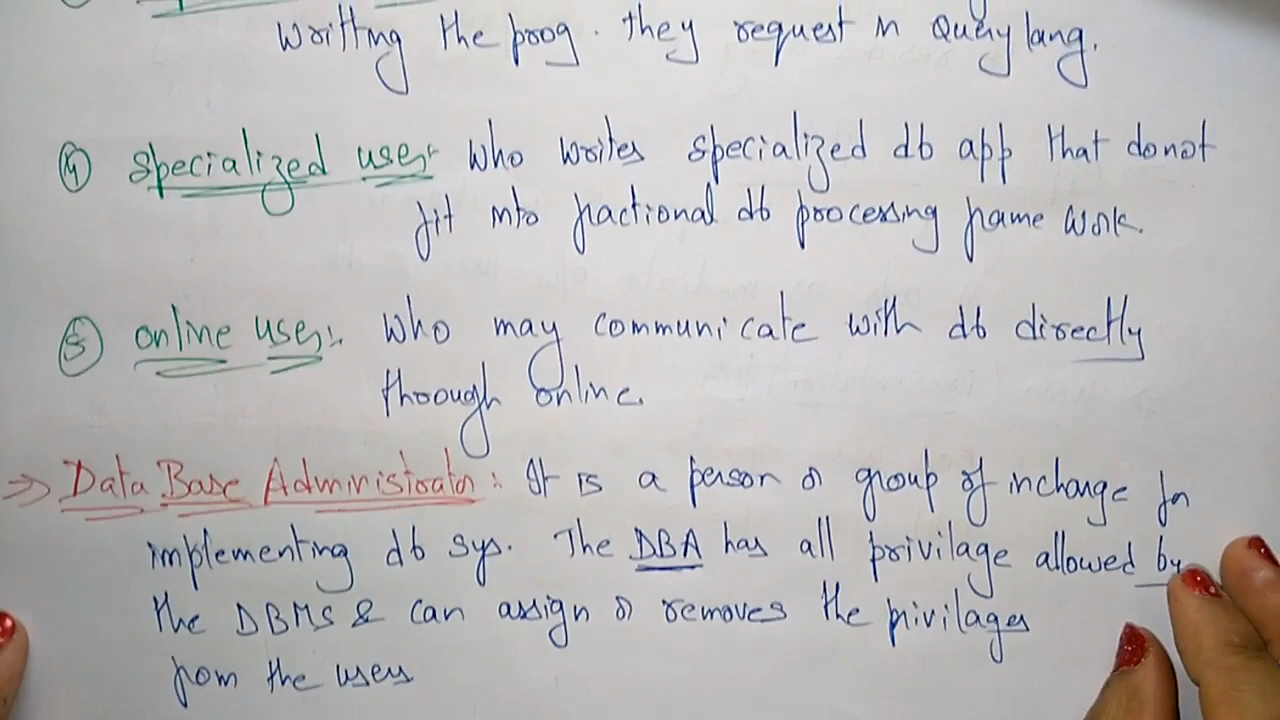 writting the prog. they request in Query lang.
④ specialized user who writes specialized db app that donot
fit into fractional db processing frame work.
⑤ online user:. who may communicate with db directly
through online.
⇒ Data Base Administrator: It is a person or group of incharge for
implementing db sys. The DBA has all privilage allowed by
the DBMS & can assign or removes the privilages
from the users